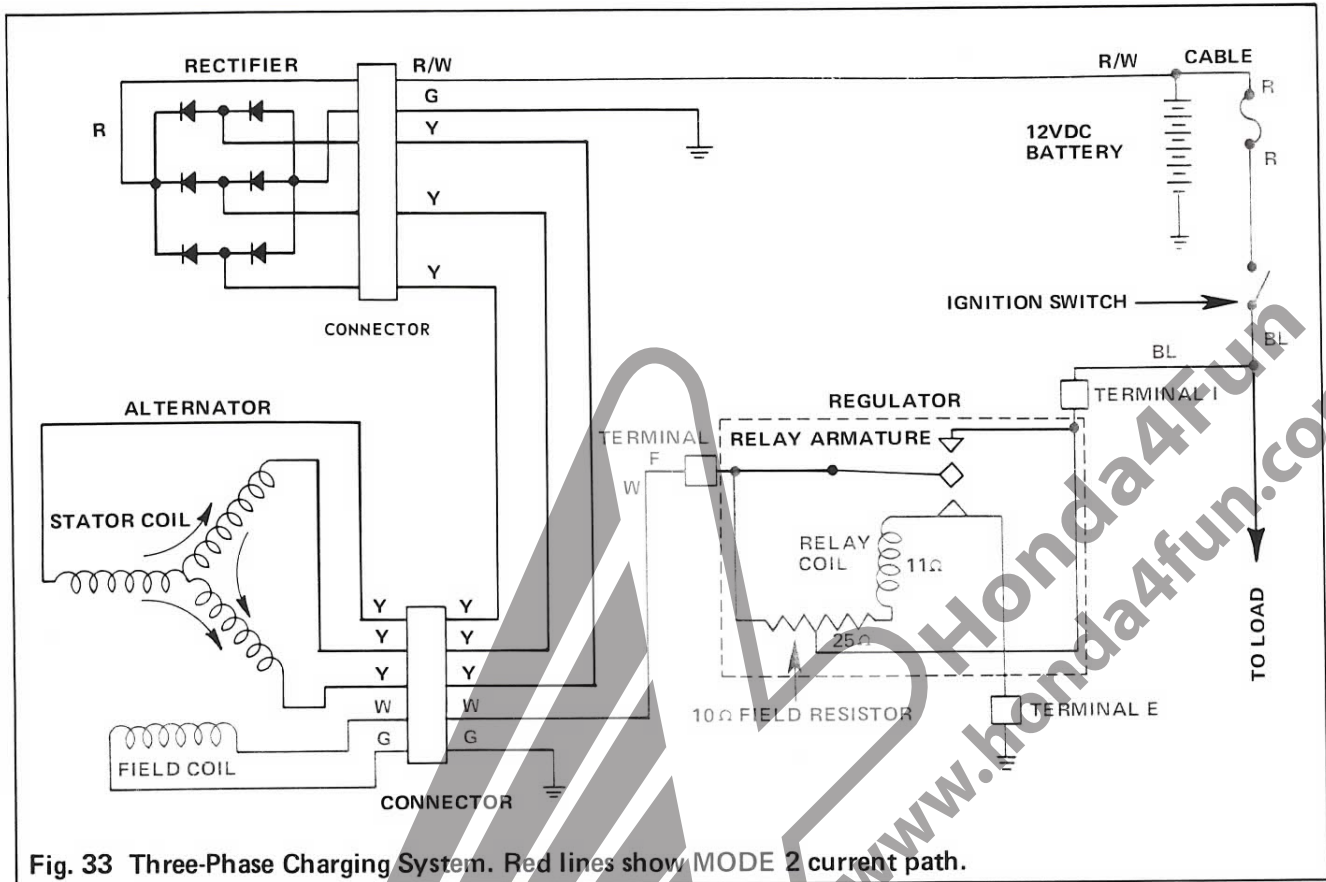 RECTIFIER
R/W
G
Y
R
Y
Y
CONNECTOR
R/W
CABLE
R
12VDC
BATTERY
R
IGNITION SWITCH
BL
BL
TERMINAL I
ALTERNATOR
REGULATOR
TERMINAL
F
RELAY ARMATURE
W
STATOR COIL
RELAY
COIL
11Ω
25Ω
TO LOAD
Y Y
Y Y
Y Y
W W
G G
10Ω FIELD RESISTOR
TERMINAL E
FIELD COIL
CONNECTOR
Honda4Fun
www.honda4fun.com
Fig. 33 Three-Phase Charging System. Red lines show MODE 2 current path.